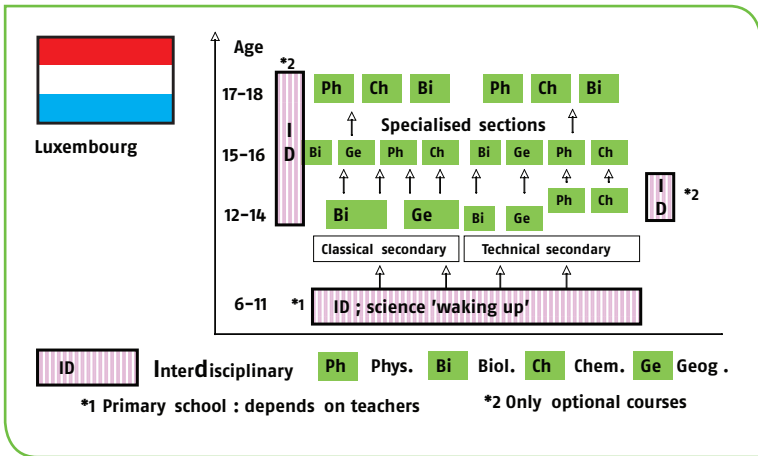 Luxembourg
Age
*2
17–18
Ph Ch Bi Ph Ch Bi
Specialised sections
I
D
15–16
Bi Ge Ph Ch Bi Ge Ph Ch
I
D
*2
Ph Ch
12–14
Bi Ge Bi Ge
Classical secondary Technical secondary
6–11
*1
ID ; science 'waking up'
ID Interdisciplinary Ph Phys. Bi Biol. Ch Chem. Ge Geog .
*1 Primary school : depends on teachers *2 Only optional courses